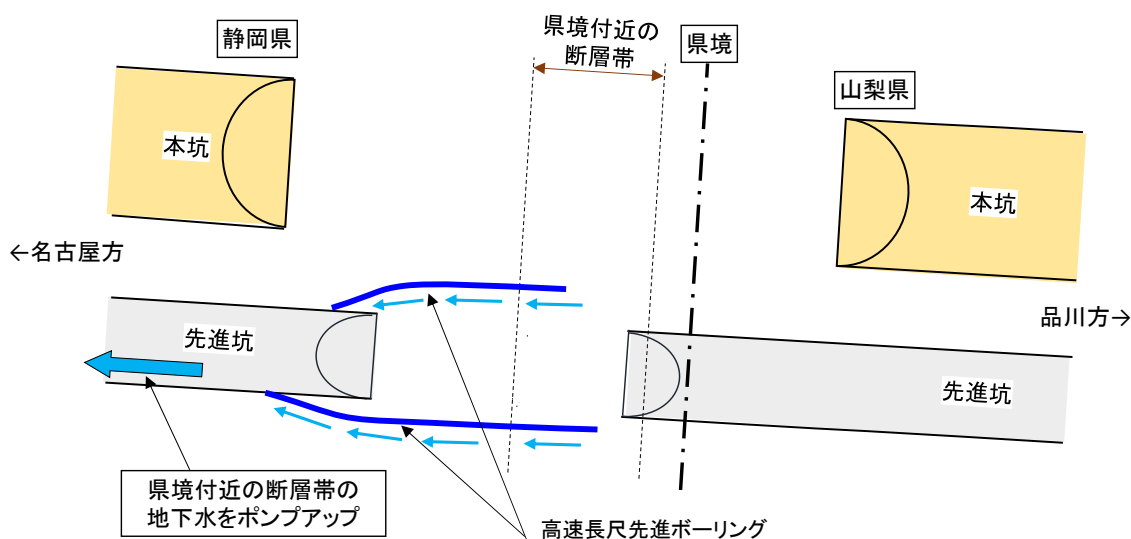 県境付近の
断層帯
静岡県
県境
山梨県
本坑
本坑
←名古屋方
品川方→
先進坑
先進坑
県境付近の断層帯の
地下水をポンプアップ
高速長尺先進ボーリング